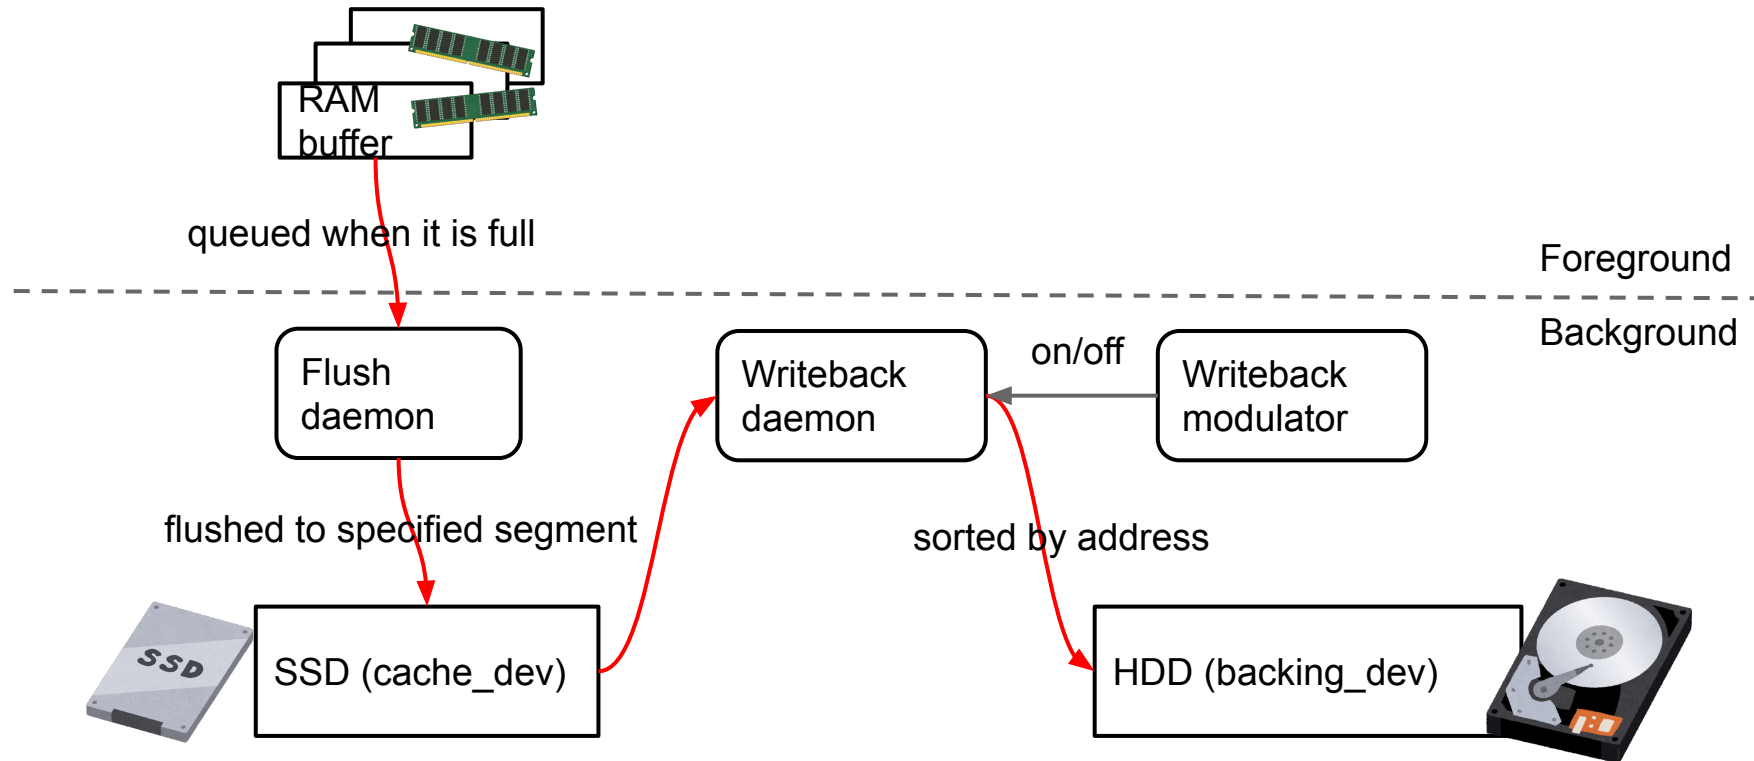 RAM
buffer
queued when it is full
Foreground
Background
Flush
daemon
Writeback
daemon
on/off
Writeback
modulator
flushed to specified segment
sorted by address
SSD
SSD (cache_dev)
HDD (backing_dev)